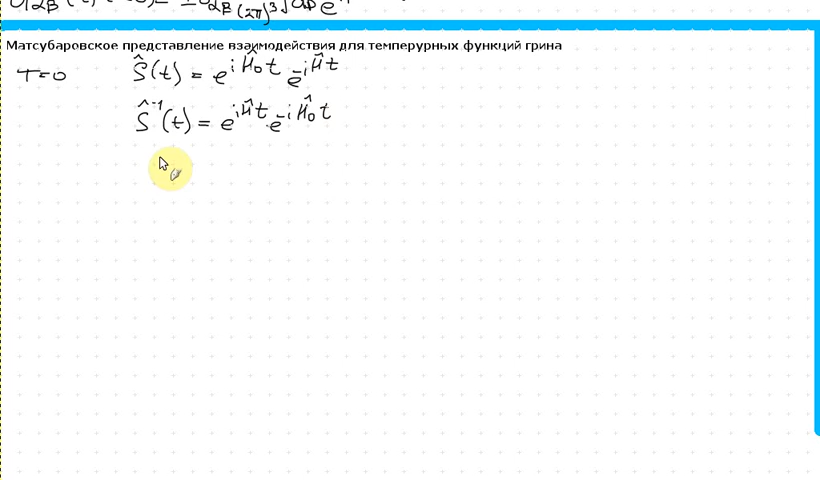 Матсубаровское представление взаимодействия для темперурных функций грина
T=0 Ŝ(t) = e^{iĤ₀t} e^{-iĤt}
Ŝ⁻¹(t) = e^{iĤt} e^{-iĤ₀t}